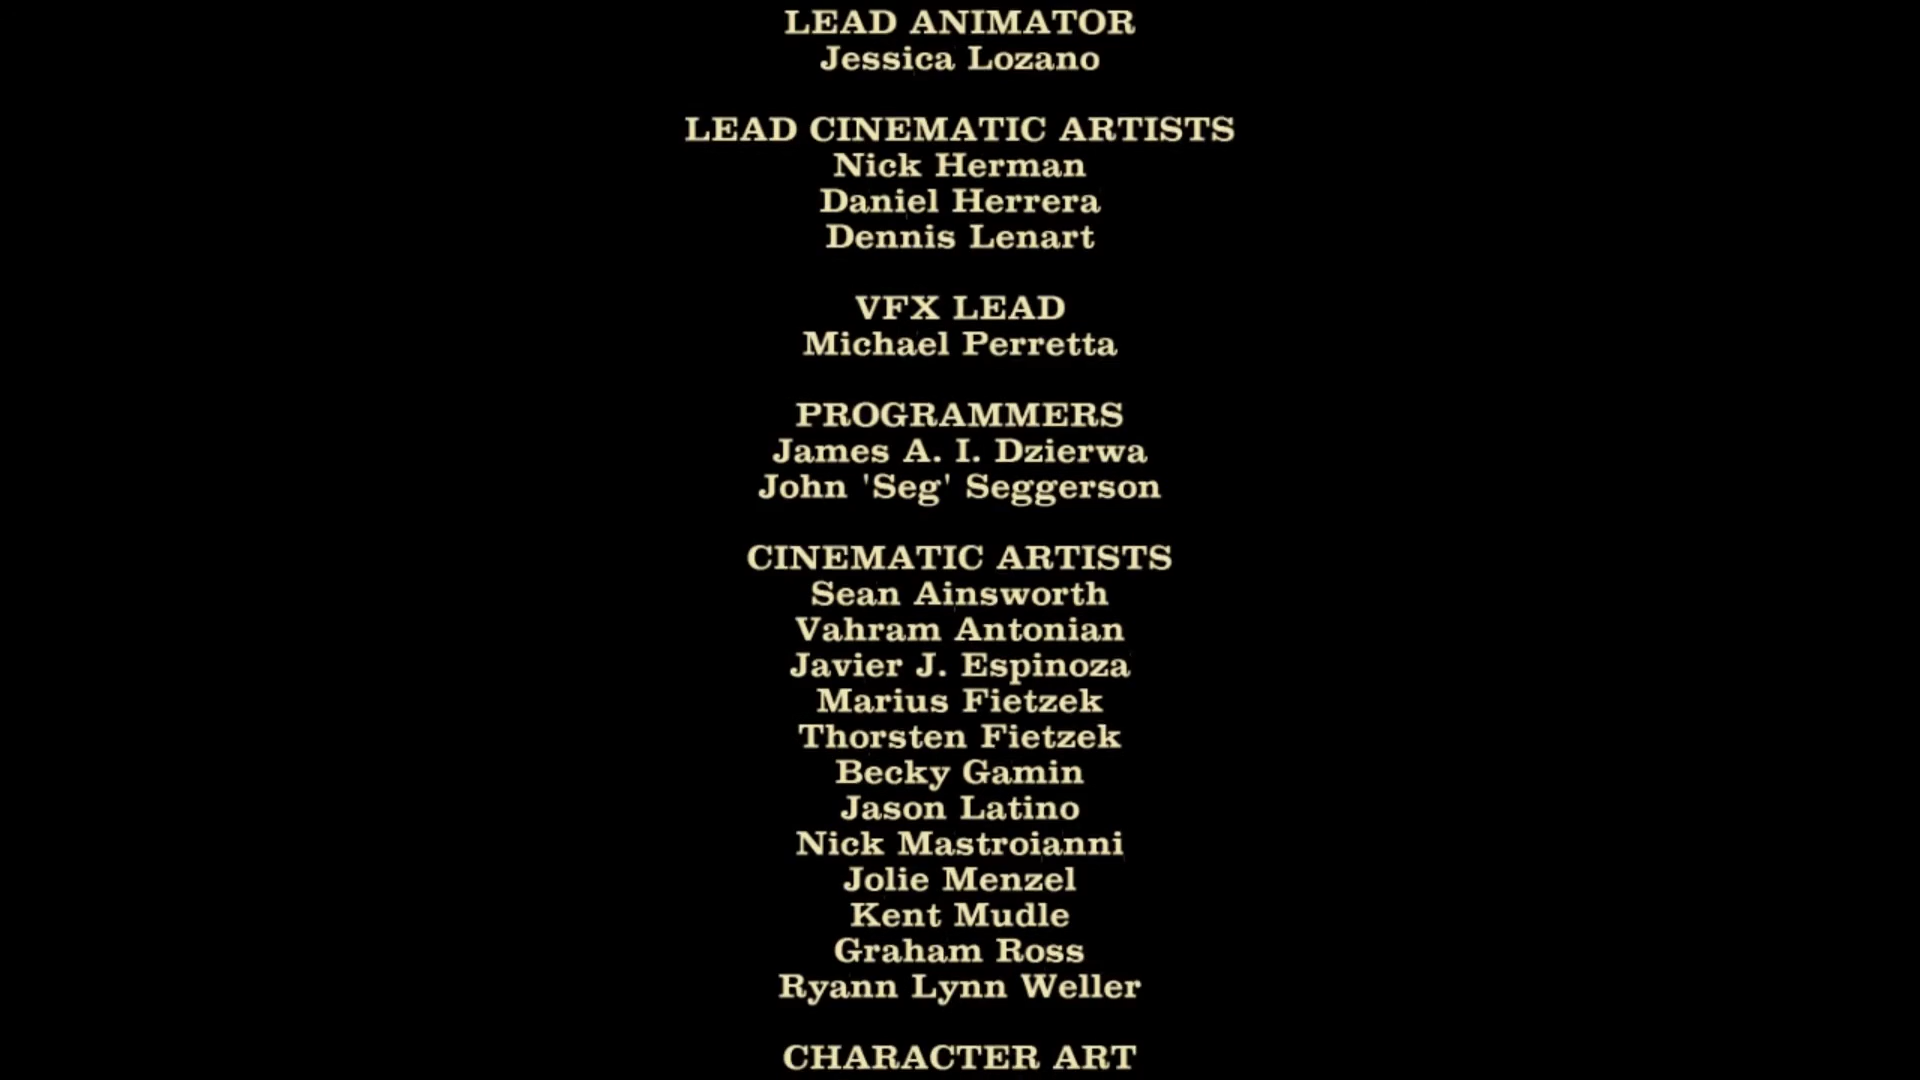 LEAD ANIMATOR
Jessica Lozano
LEAD CINEMATIC ARTISTS
Nick Herman
Daniel Herrera
Dennis Lenart
VFX LEAD
Michael Perretta
PROGRAMMERS
James A. I. Dzierwa
John 'Seg' Seggerson
CINEMATIC ARTISTS
Sean Ainsworth
Vahram Antonian
Javier J. Espinoza
Marius Fietzek
Thorsten Fietzek
Becky Gamin
Jason Latino
Nick Mastroianni
Jolie Menzel
Kent Mudle
Graham Ross
Ryann Lynn Weller
CHARACTER ART